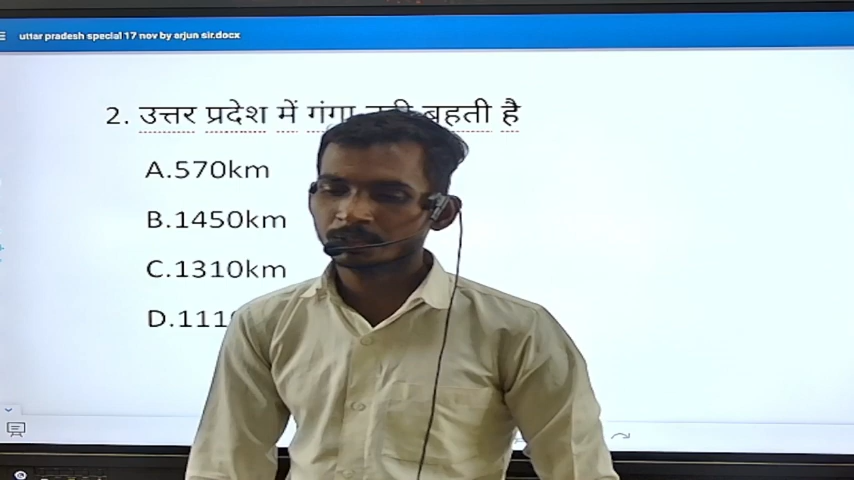 uttar pradesh special 17 nov by arjun sir.docx
2. उत्तर प्रदेश में गंगा बहती है
A.570km
B.1450km
C.1310km
D.111